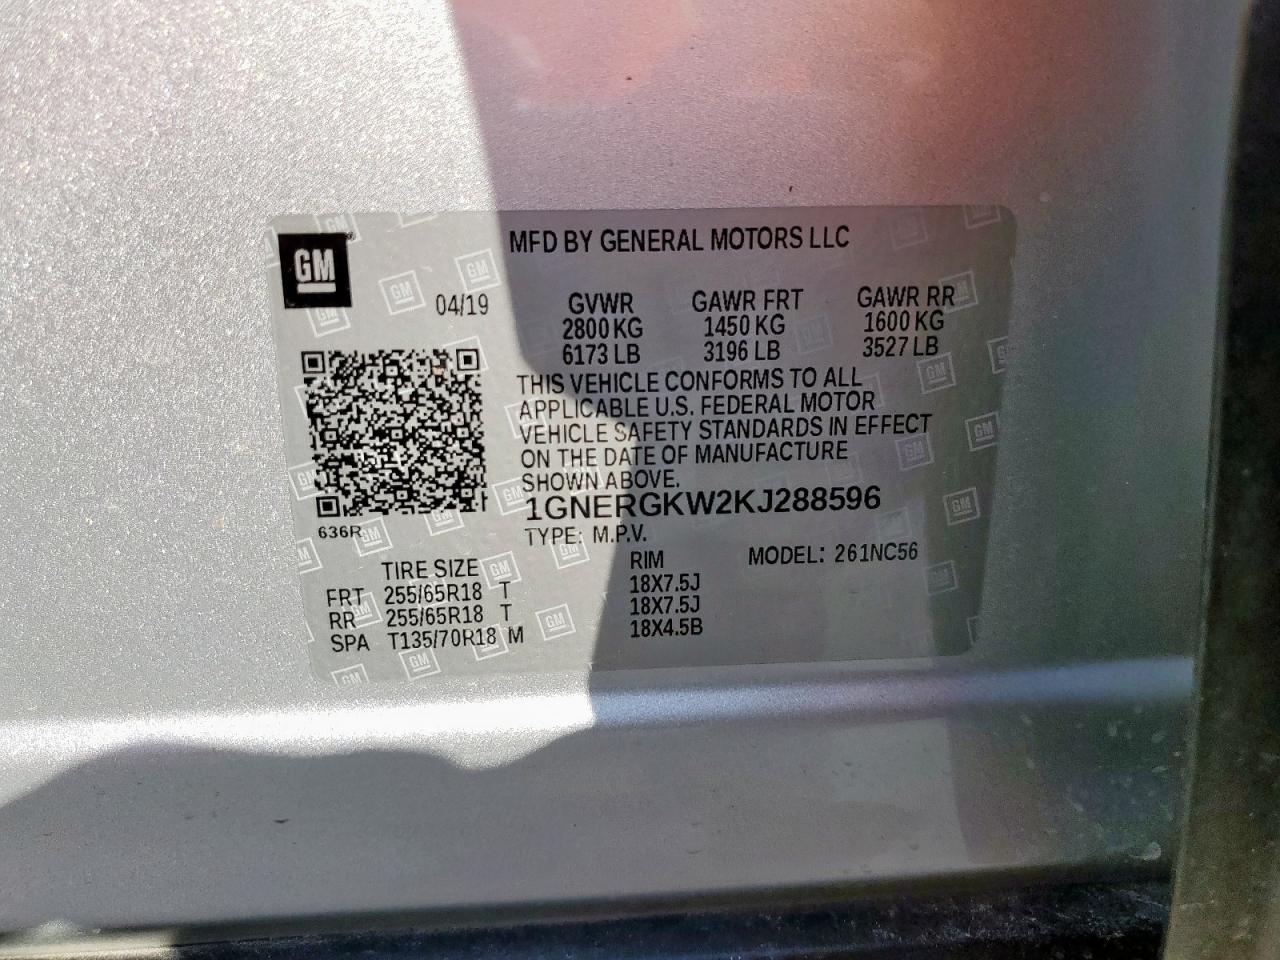 GM
MFD BY GENERAL MOTORS LLC
04/19 GVWR GAWR FRT GAWR RR
2800 KG 1450 KG 1600 KG
6173 LB 3196 LB 3527 LB
THIS VEHICLE CONFORMS TO ALL
APPLICABLE U.S. FEDERAL MOTOR
VEHICLE SAFETY STANDARDS IN EFFECT
ON THE DATE OF MANUFACTURE
SHOWN ABOVE.
1GNERGKW2KJ288596
636R TYPE: M.P.V.
MODEL: 261NC56
TIRE SIZE RIM
FRT 255/65R18 T 18X7.5J
RR 255/65R18 T 18X7.5J
SPA T135/70R18 M 18X4.5B